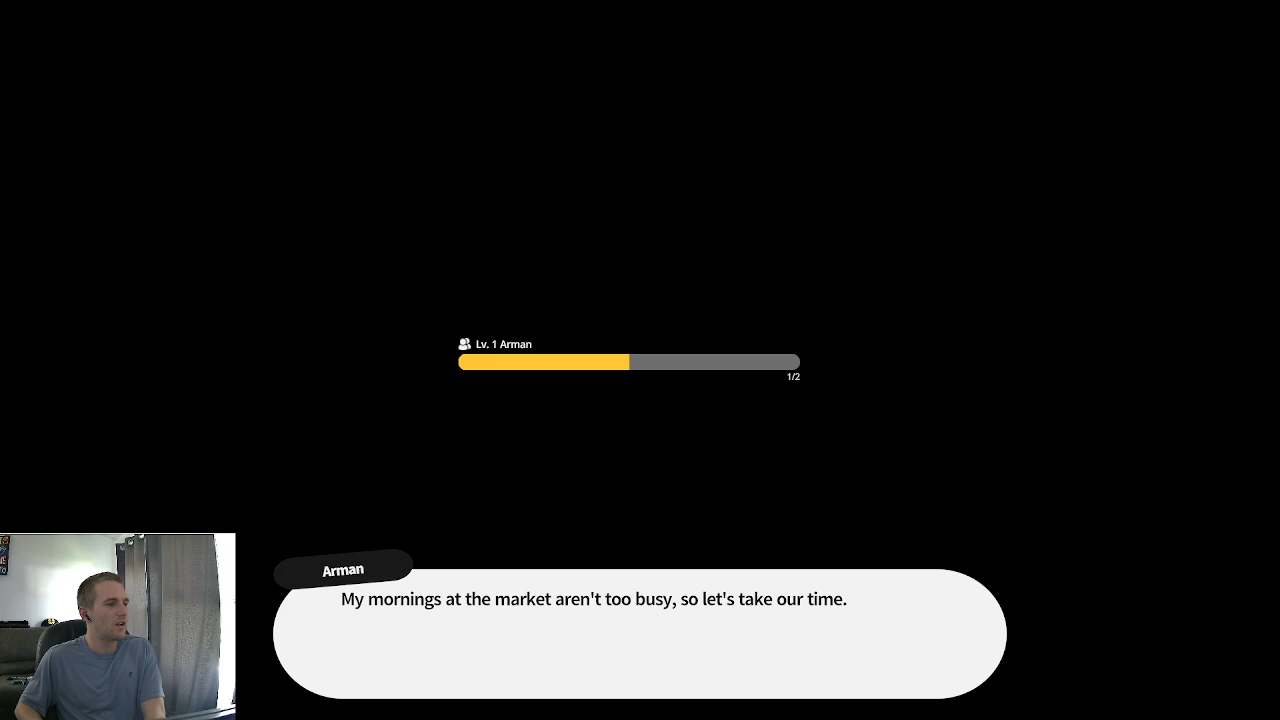 Lv. 1 Arman
1/2
Arman
My mornings at the market aren't too busy, so let's take our time.